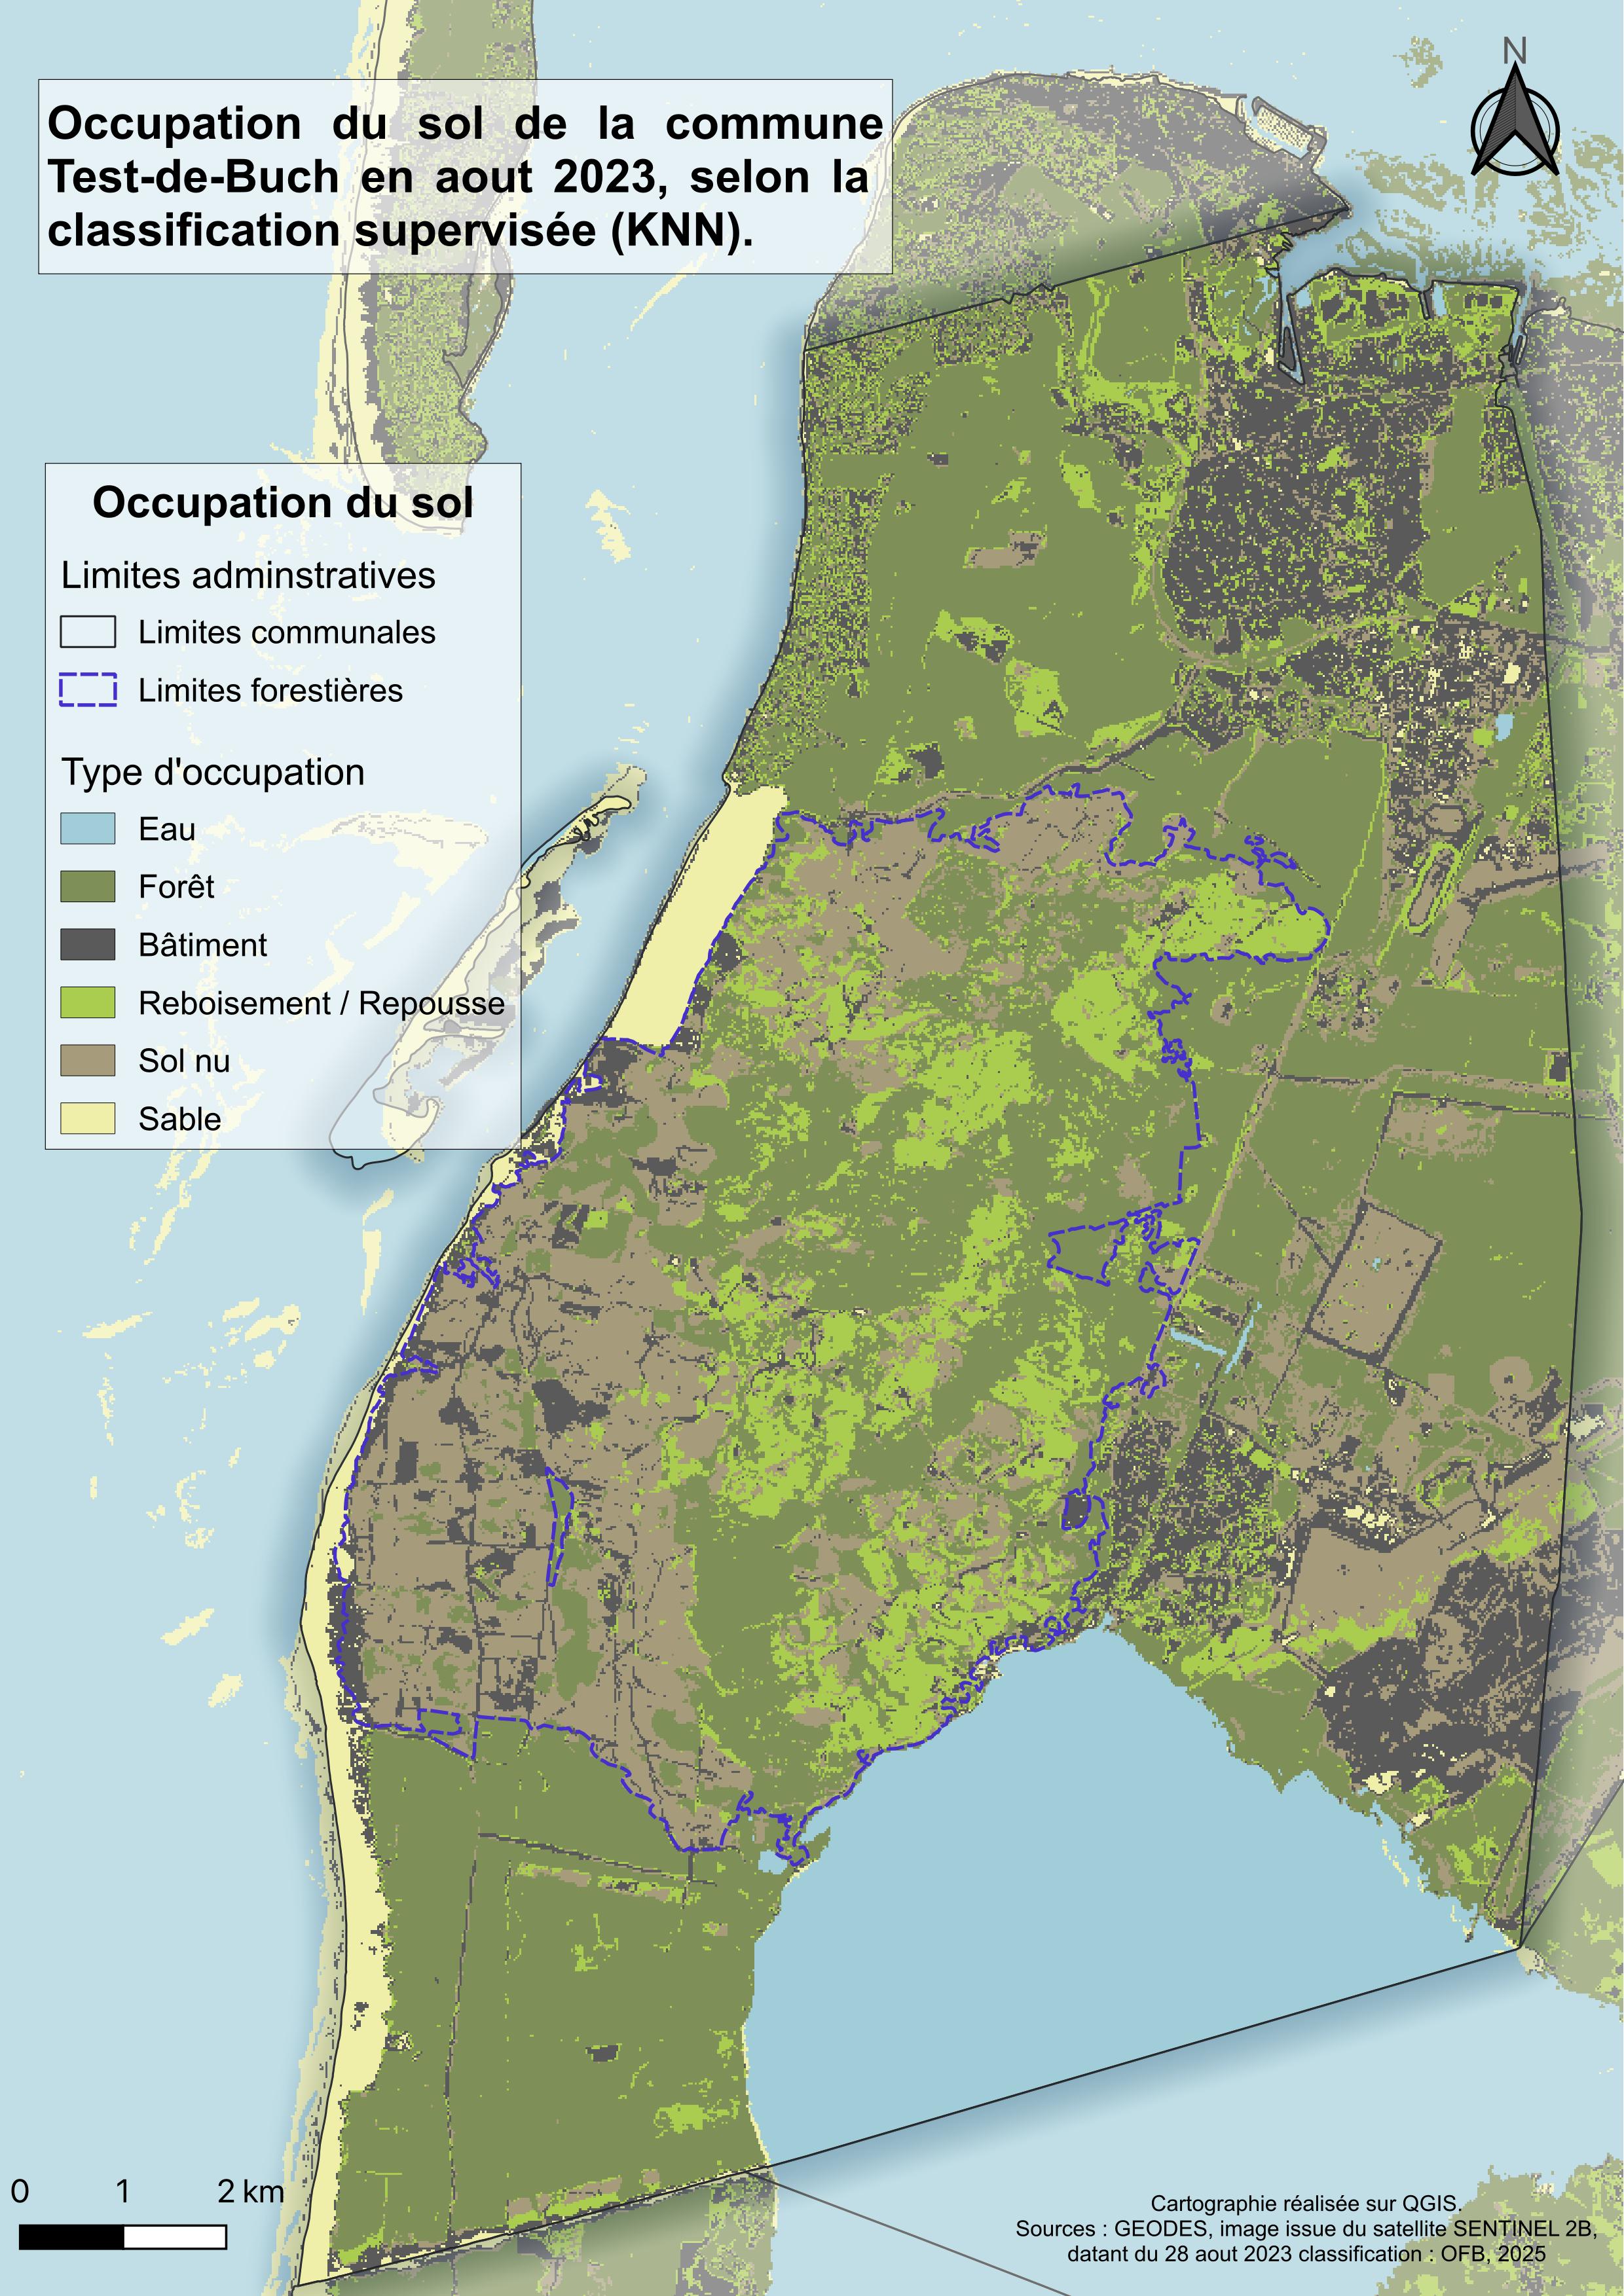 N
Occupation du sol de la commune
Test-de-Buch en aout 2023, selon la
classification supervisée (KNN).
Occupation du sol
Limites adminstratives
Limites communales
Limites forestières
Type d'occupation
Eau
Forêt
Bâtiment
Reboisement / Repousse
Sol nu
Sable
0 1 2 km
Cartographie réalisée sur QGIS.
Sources : GEODES, image issue du satellite SENTINEL 2B,
datant du 28 aout 2023 classification : OFB, 2025